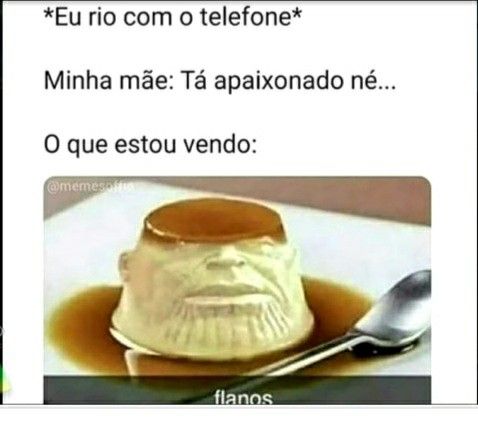 *Eu rio com o telefone*
Minha mãe: Tá apaixonado né...
O que estou vendo:
flanos